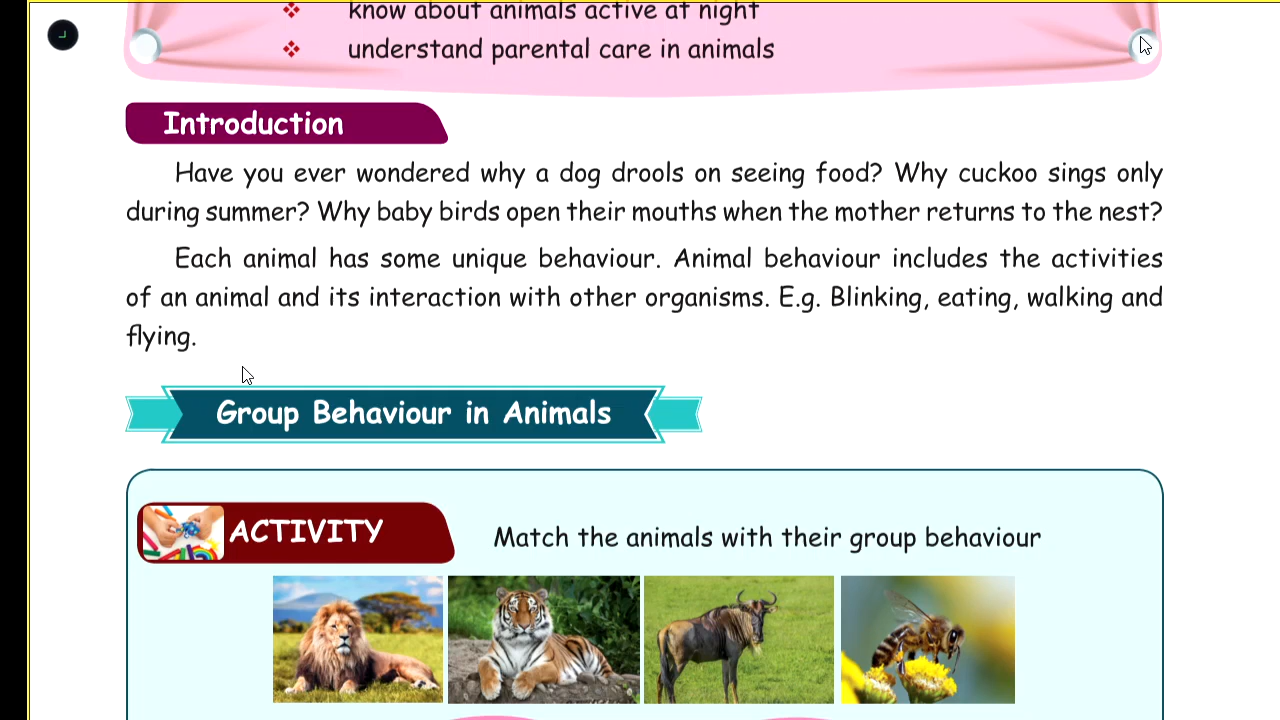 know about animals active at night
understand parental care in animals
Introduction
Have you ever wondered why a dog drools on seeing food? Why cuckoo sings only
during summer? Why baby birds open their mouths when the mother returns to the nest?
Each animal has some unique behaviour. Animal behaviour includes the activities
of an animal and its interaction with other organisms. E.g. Blinking, eating, walking and
flying.
Group Behaviour in Animals
ACTIVITY
Match the animals with their group behaviour